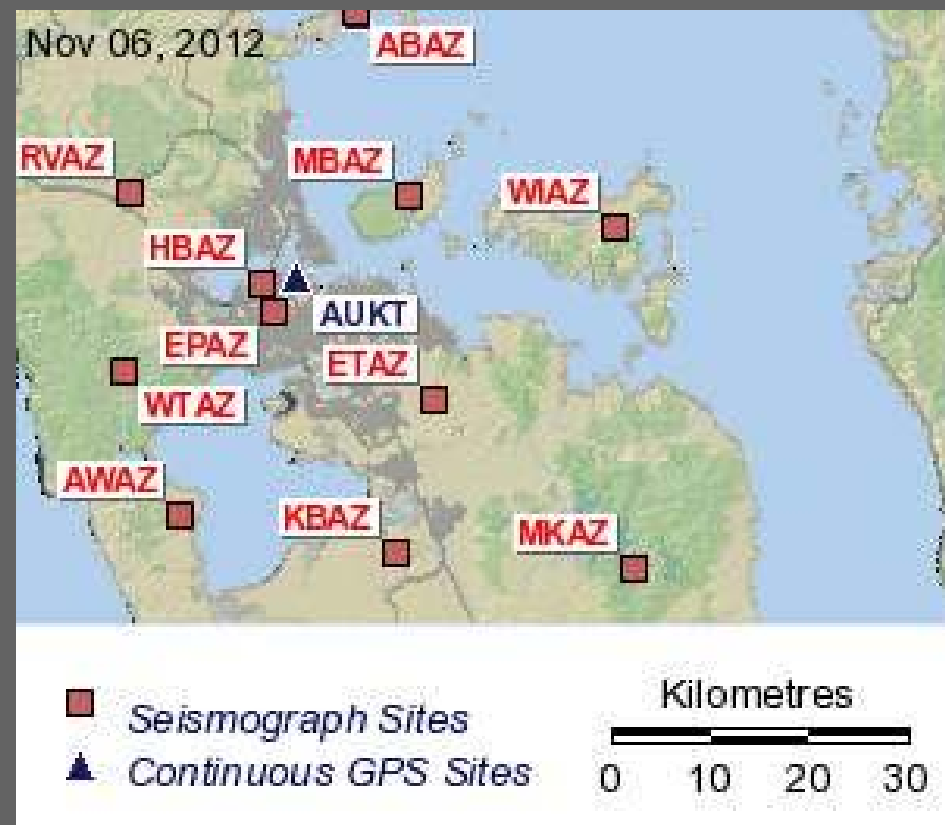 Nov 06, 2012
ABAZ
RVAZ
MBAZ
WIAZ
HBAZ
AUKT
EPAZ
ETAZ
WTAZ
AWAZ
KBAZ
MKAZ
Seismograph Sites
Continuous GPS Sites
Kilometres
0 10 20 30